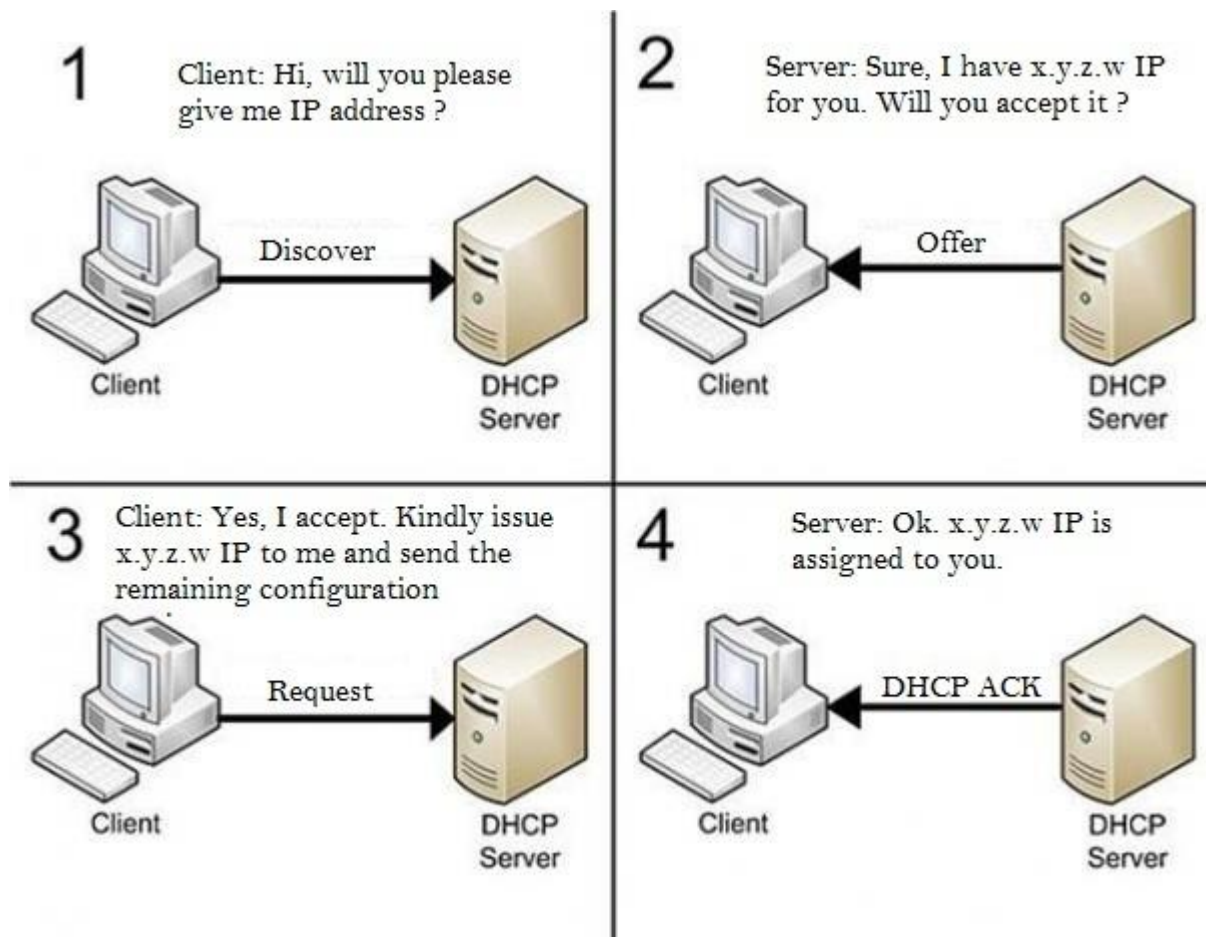 1
Client: Hi, will you please
give me IP address ?
Discover
Client
DHCP
Server
2
Server: Sure, I have x.y.z.w IP
for you. Will you accept it ?
Offer
Client
DHCP
Server
3
Client: Yes, I accept. Kindly issue
x.y.z.w IP to me and send the
remaining configuration
.
Request
Client
DHCP
Server
4
Server: Ok. x.y.z.w IP is
assigned to you.
DHCP ACK
Client
DHCP
Server